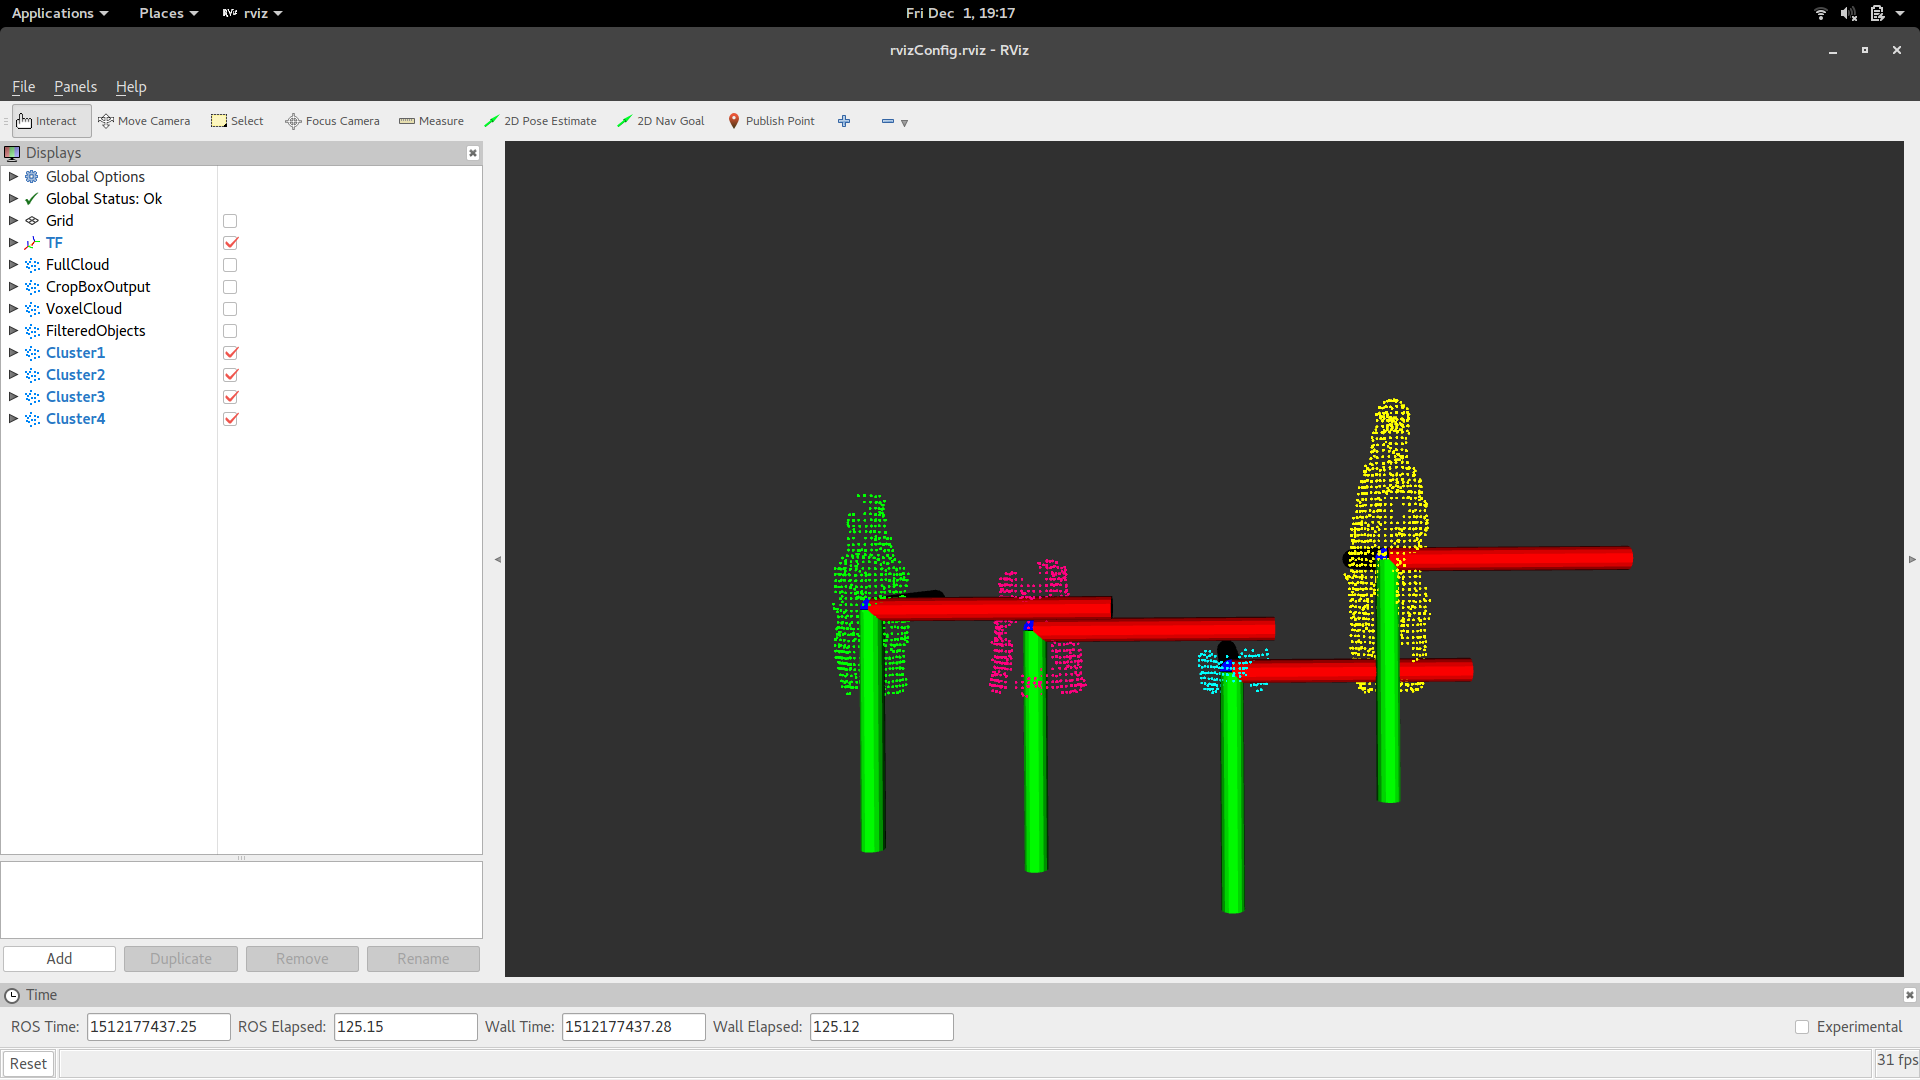 Applications Places rviz Fri Dec 1, 19:17
rvizConfig.rviz - RViz
File Panels Help
Interact Move Camera Select Focus Camera Measure 2D Pose Estimate 2D Nav Goal Publish Point
Displays
Global Options
Global Status: Ok
Grid
TF
FullCloud
CropBoxOutput
VoxelCloud
FilteredObjects
Cluster1
Cluster2
Cluster3
Cluster4
Add Duplicate Remove Rename
Time
ROS Time: 1512177437.25 ROS Elapsed: 125.15 Wall Time: 1512177437.28 Wall Elapsed: 125.12 Experimental
Reset 31 fps